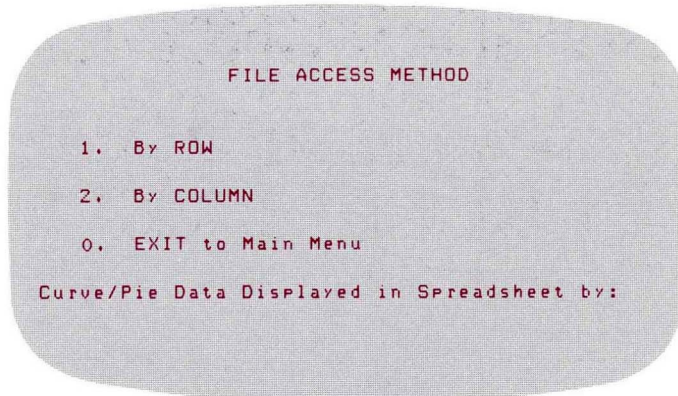 FILE ACCESS METHOD
1. By ROW
2. By COLUMN
0. EXIT to Main Menu
Curve/Pie Data Displayed in Spreadsheet by: